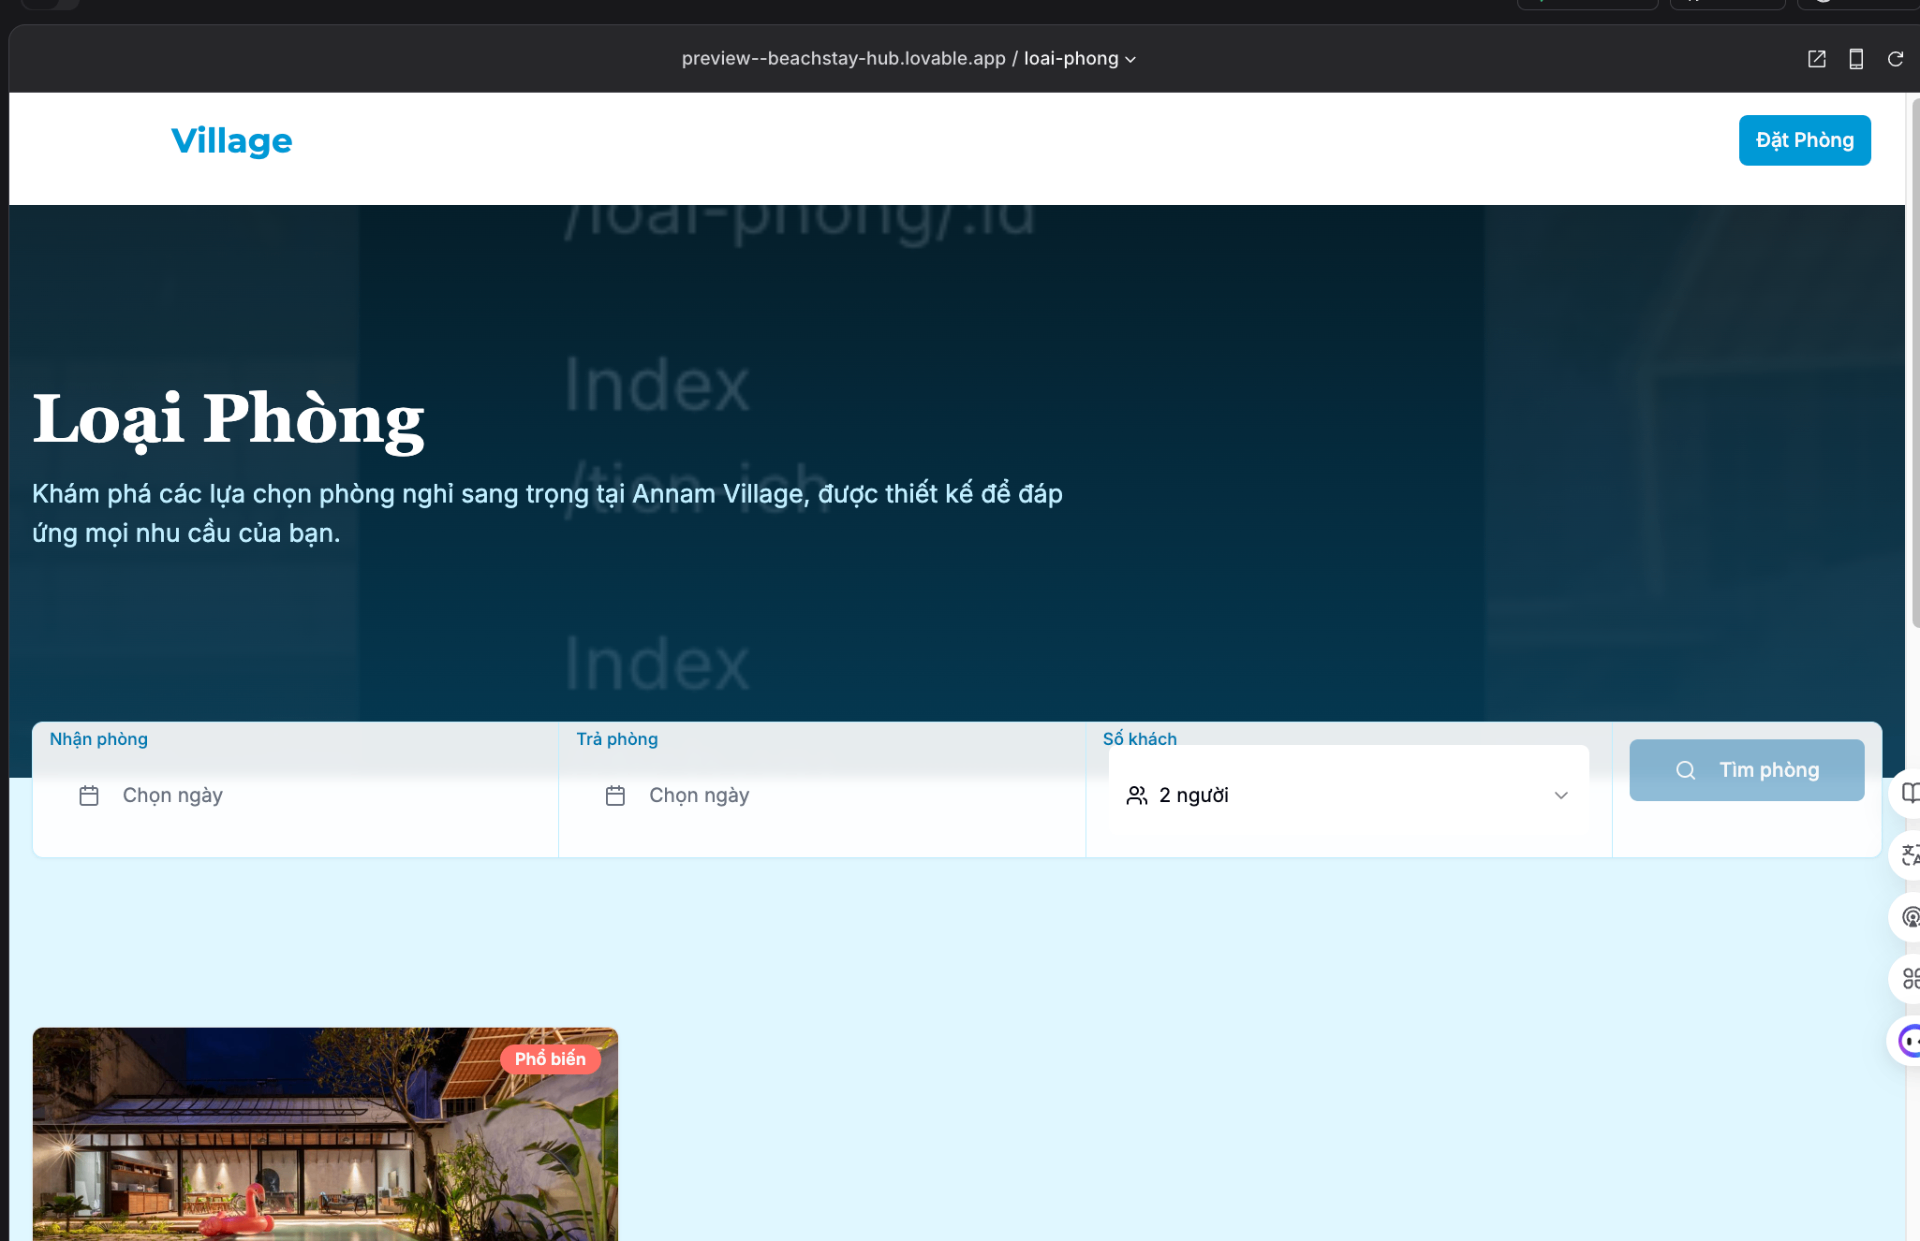 preview--beachstay-hub.lovable.app / loai-phong
Village
Đặt Phòng
/loai-phong/:id
Index
Loại Phòng
/tien-ich
Khám phá các lựa chọn phòng nghỉ sang trọng tại Annam Village, được thiết kế để đáp
ứng mọi nhu cầu của bạn.
Index
Nhận phòng
Chọn ngày
Trả phòng
Chọn ngày
Số khách
2 người
Tìm phòng
Phổ biến